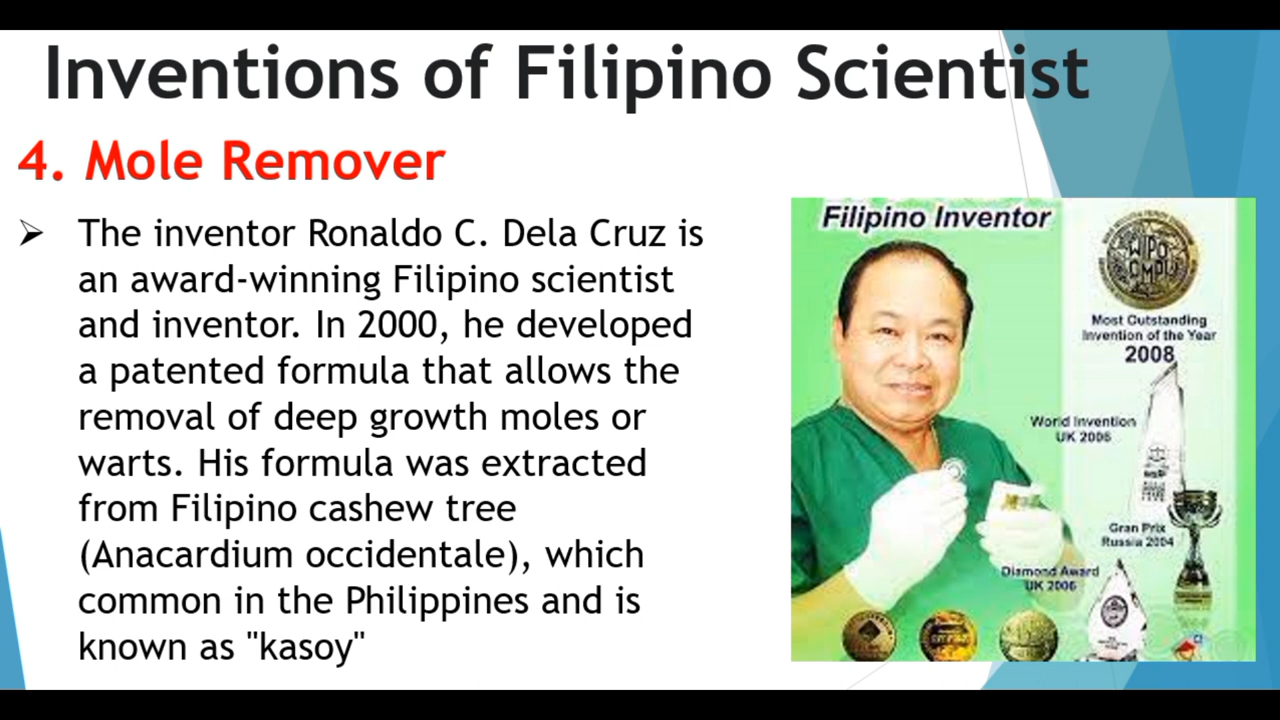 Inventions of Filipino Scientist
4. Mole Remover
The inventor Ronaldo C. Dela Cruz is
an award-winning Filipino scientist
and inventor. In 2000, he developed
a patented formula that allows the
removal of deep growth moles or
warts. His formula was extracted
from Filipino cashew tree
(Anacardium occidentale), which
common in the Philippines and is
known as "kasoy"
Filipino Inventor
WIPO
Most Outstanding
Invention of the Year
2008
World Invention
UK 2006
Gran Prix
Russia 2004
Diamond Award
UK 2006